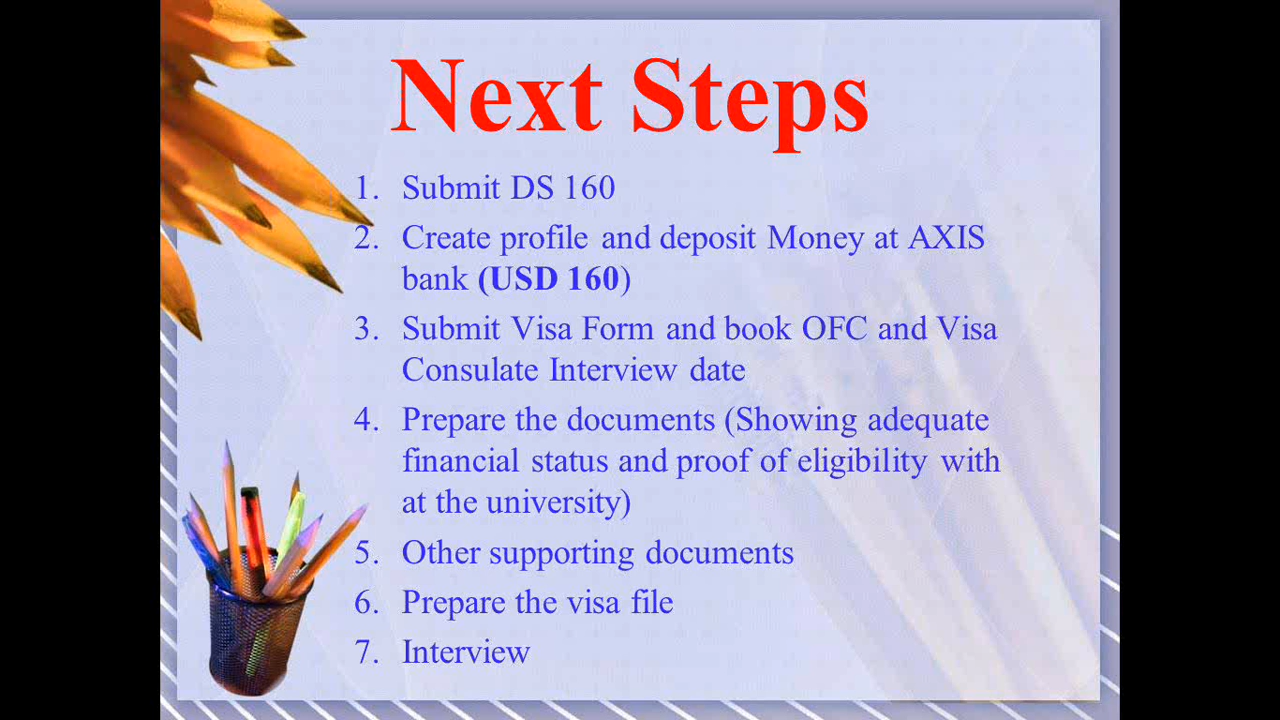 Next Steps
1. Submit DS 160
2. Create profile and deposit Money at AXIS
bank (USD 160)
3. Submit Visa Form and book OFC and Visa
Consulate Interview date
4. Prepare the documents (Showing adequate
financial status and proof of eligibility with
at the university)
5. Other supporting documents
6. Prepare the visa file
7. Interview